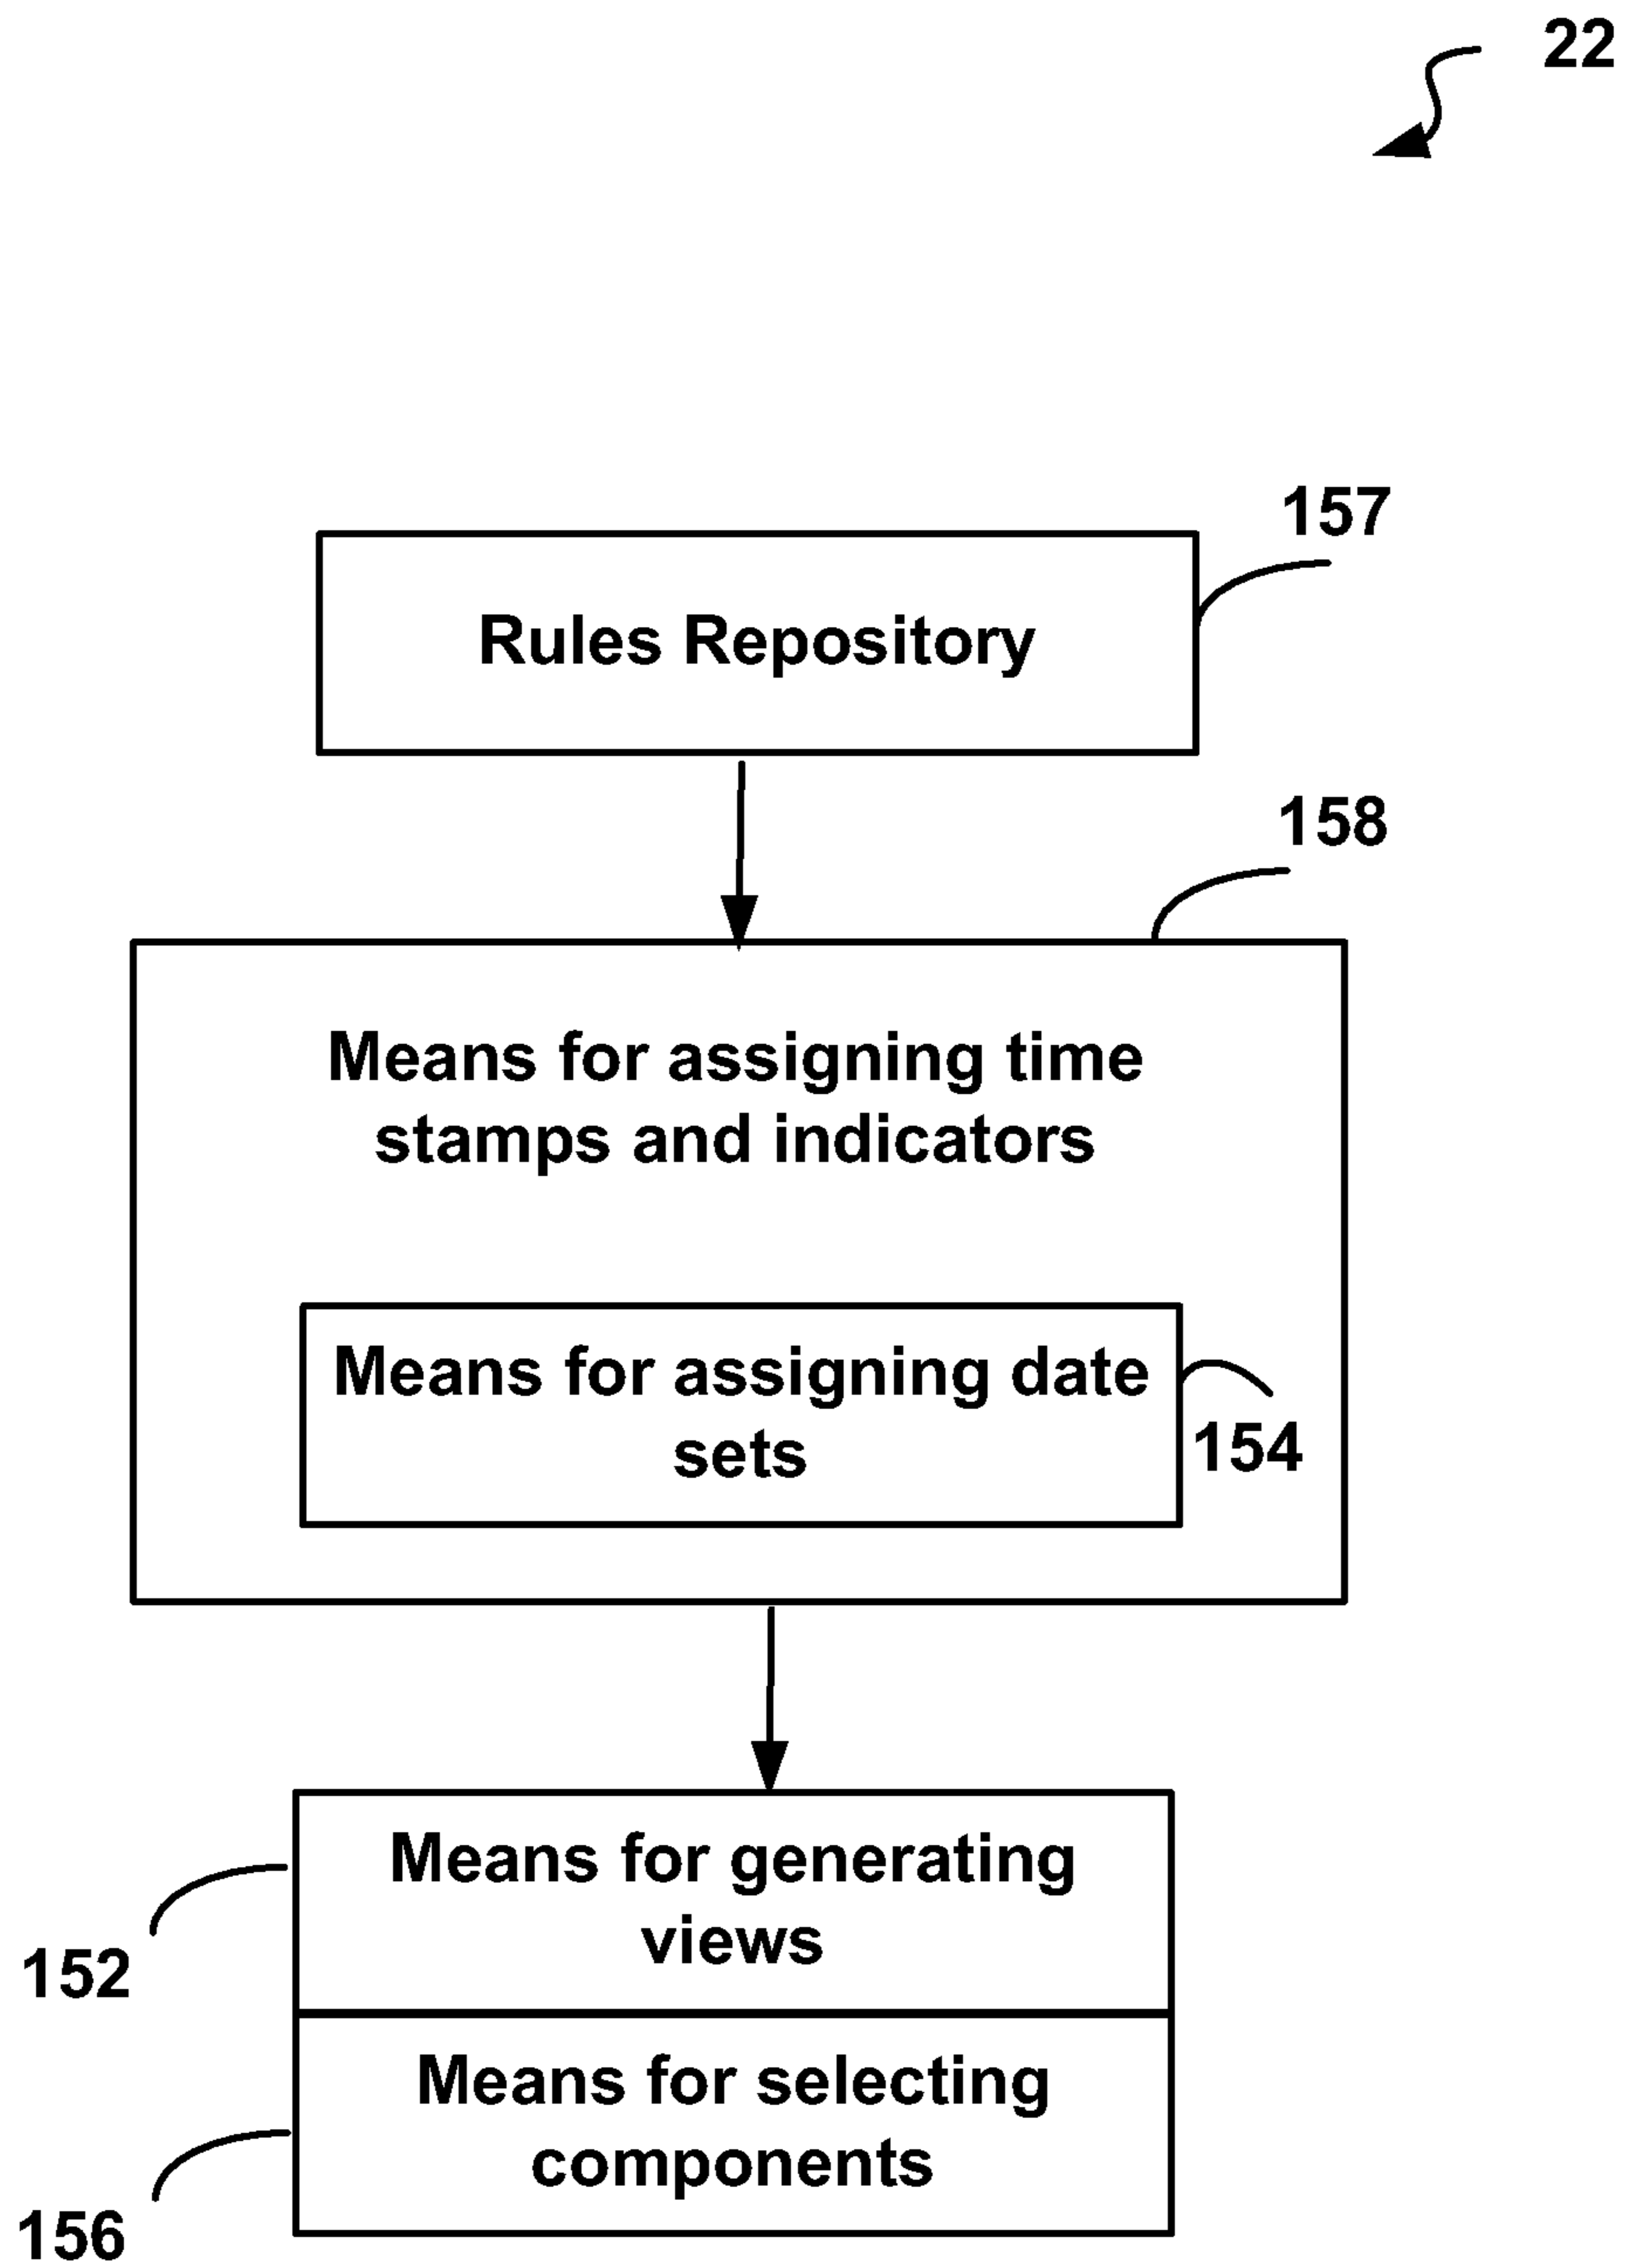 22
157
Rules Repository
158
Means for assigning time
stamps and indicators
Means for assigning date
sets
154
Means for generating
views
152
Means for selecting
components
156